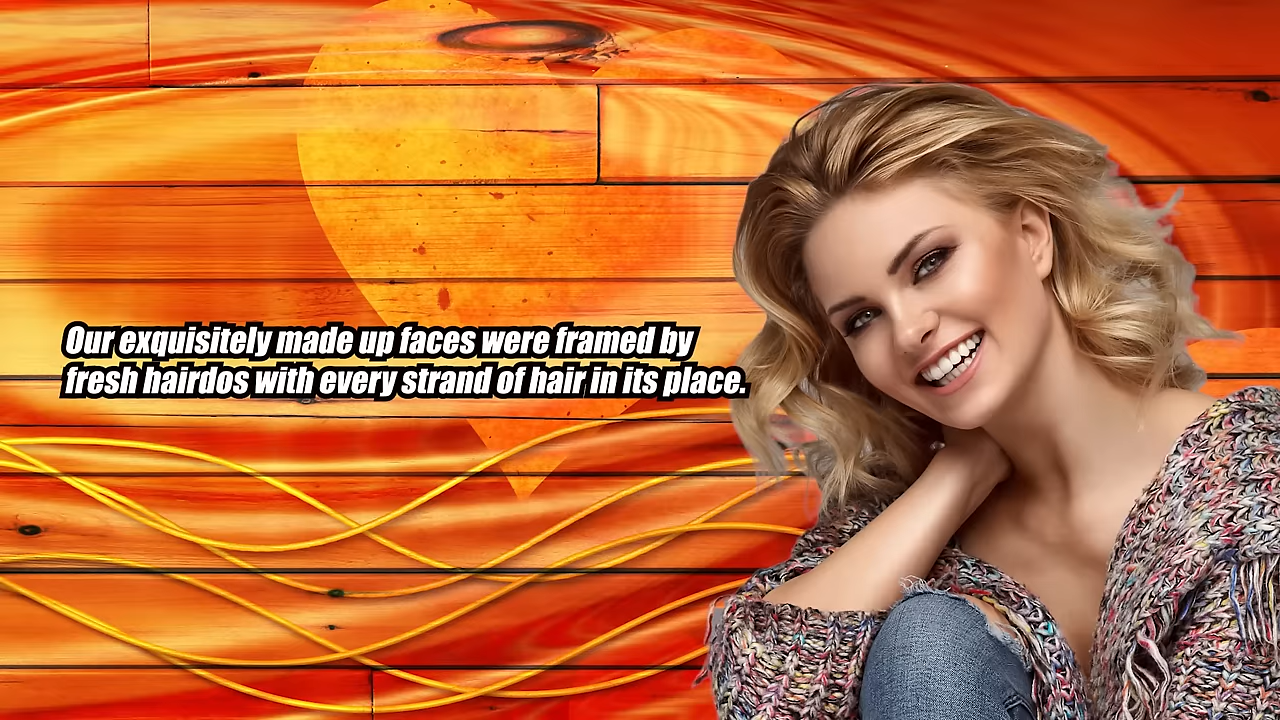 Our exquisitely made up faces were framed by
fresh hairdos with every strand of hair in its place.